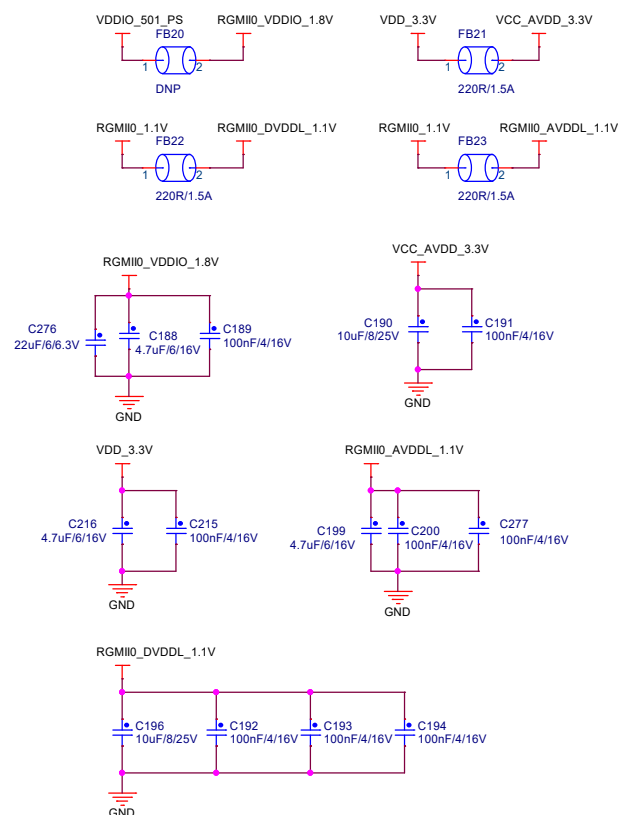 VDDIO_501_PS
RGMII0_VDDIO_1.8V
FB20
1
2
DNP
VDD_3.3V
VCC_AVDD_3.3V
FB21
1
2
220R/1.5A
RGMII0_1.1V
RGMII0_DVDDL_1.1V
FB22
1
2
220R/1.5A
RGMII0_1.1V
RGMII0_AVDDL_1.1V
FB23
1
2
220R/1.5A
RGMII0_VDDIO_1.8V
C276
22uF/6/6.3V
C188
4.7uF/6/16V
C189
100nF/4/16V
GND
VCC_AVDD_3.3V
C190
10uF/8/25V
C191
100nF/4/16V
GND
VDD_3.3V
C216
4.7uF/6/16V
C215
100nF/4/16V
GND
RGMII0_AVDDL_1.1V
C199
4.7uF/6/16V
C200
100nF/4/16V
C277
100nF/4/16V
GND
RGMII0_DVDDL_1.1V
C196
10uF/8/25V
C192
100nF/4/16V
C193
100nF/4/16V
C194
100nF/4/16V
GND